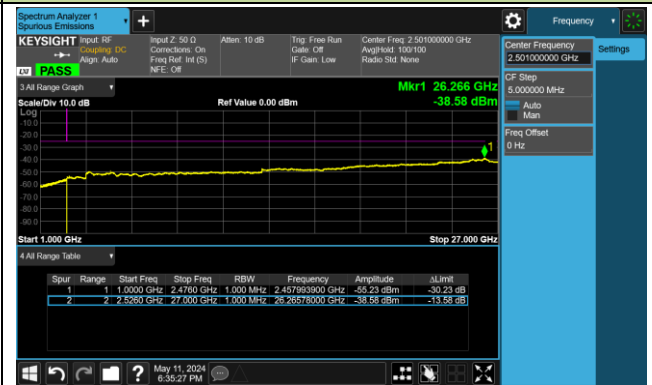 Spectrum Analyzer 1
Spurious Emissions
Frequency
KEYSIGHT
Input: RF
Coupling: DC
Align: Auto
Input Z: 50 Ω
Corrections: On
Freq Ref: Int (S)
NFE: Off
Atten: 10 dB
Trig: Free Run
Gate: Off
IF Gain: Low
Center Freq: 2.501000000 GHz
Avg|Hold: 100/100
Radio Std: None
PASS
Center Frequency
2.501000000 GHz
Settings
CF Step
5.000000 MHz
Auto
Man
Freq Offset
0 Hz
3 All Range Graph
Mkr1 26.266 GHz
Scale/Div 10.0 dB
Ref Value 0.00 dBm
-38.58 dBm
Log
-10.0
-20.0
-30.0
-40.0
-50.0
-60.0
-70.0
-80.0
-90.0
1
Start 1.000 GHz
Stop 27.000 GHz
4 All Range Table
Spur Range Start Freq Stop Freq RBW Frequency Amplitude ΔLimit
1 1 1.0000 GHz 2.4760 GHz 1.000 MHz 2.457993900 GHz -55.23 dBm -30.23 dB
2 2 2.5260 GHz 27.000 GHz 1.000 MHz 26.26578000 GHz -38.58 dBm -13.58 dB
?
May 11, 2024
6:35:27 PM